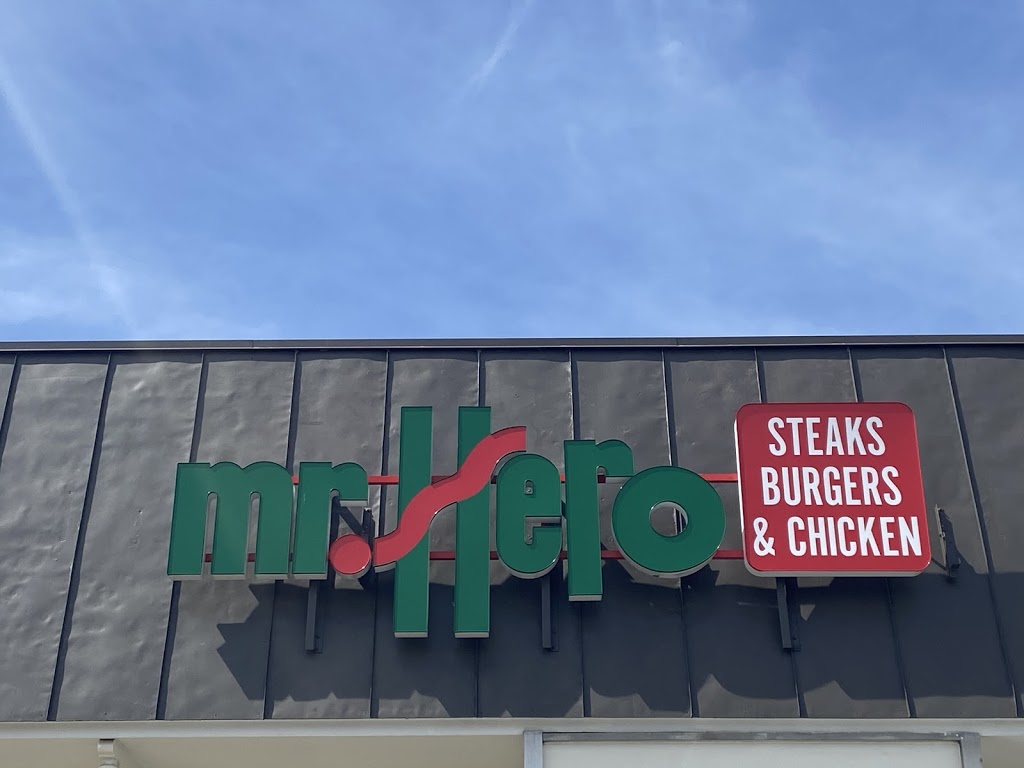 mr.Hero
STEAKS
BURGERS
& CHICKEN